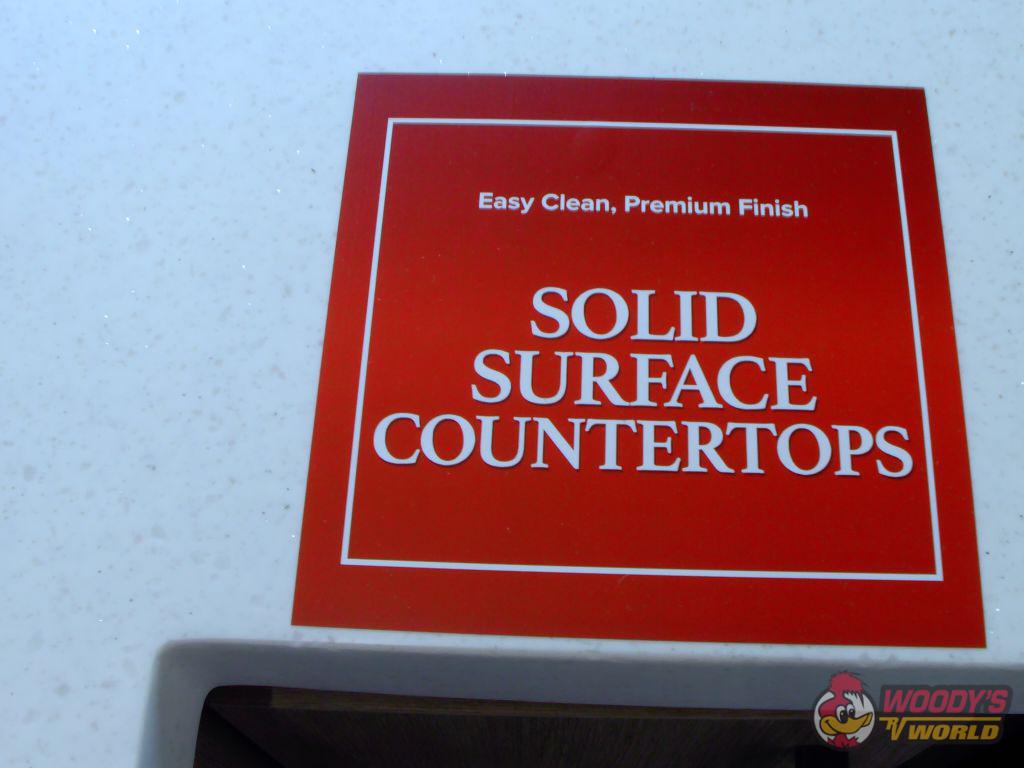 Easy Clean, Premium Finish
SOLID
SURFACE
COUNTERTOPS
WOODY'S
RV WORLD